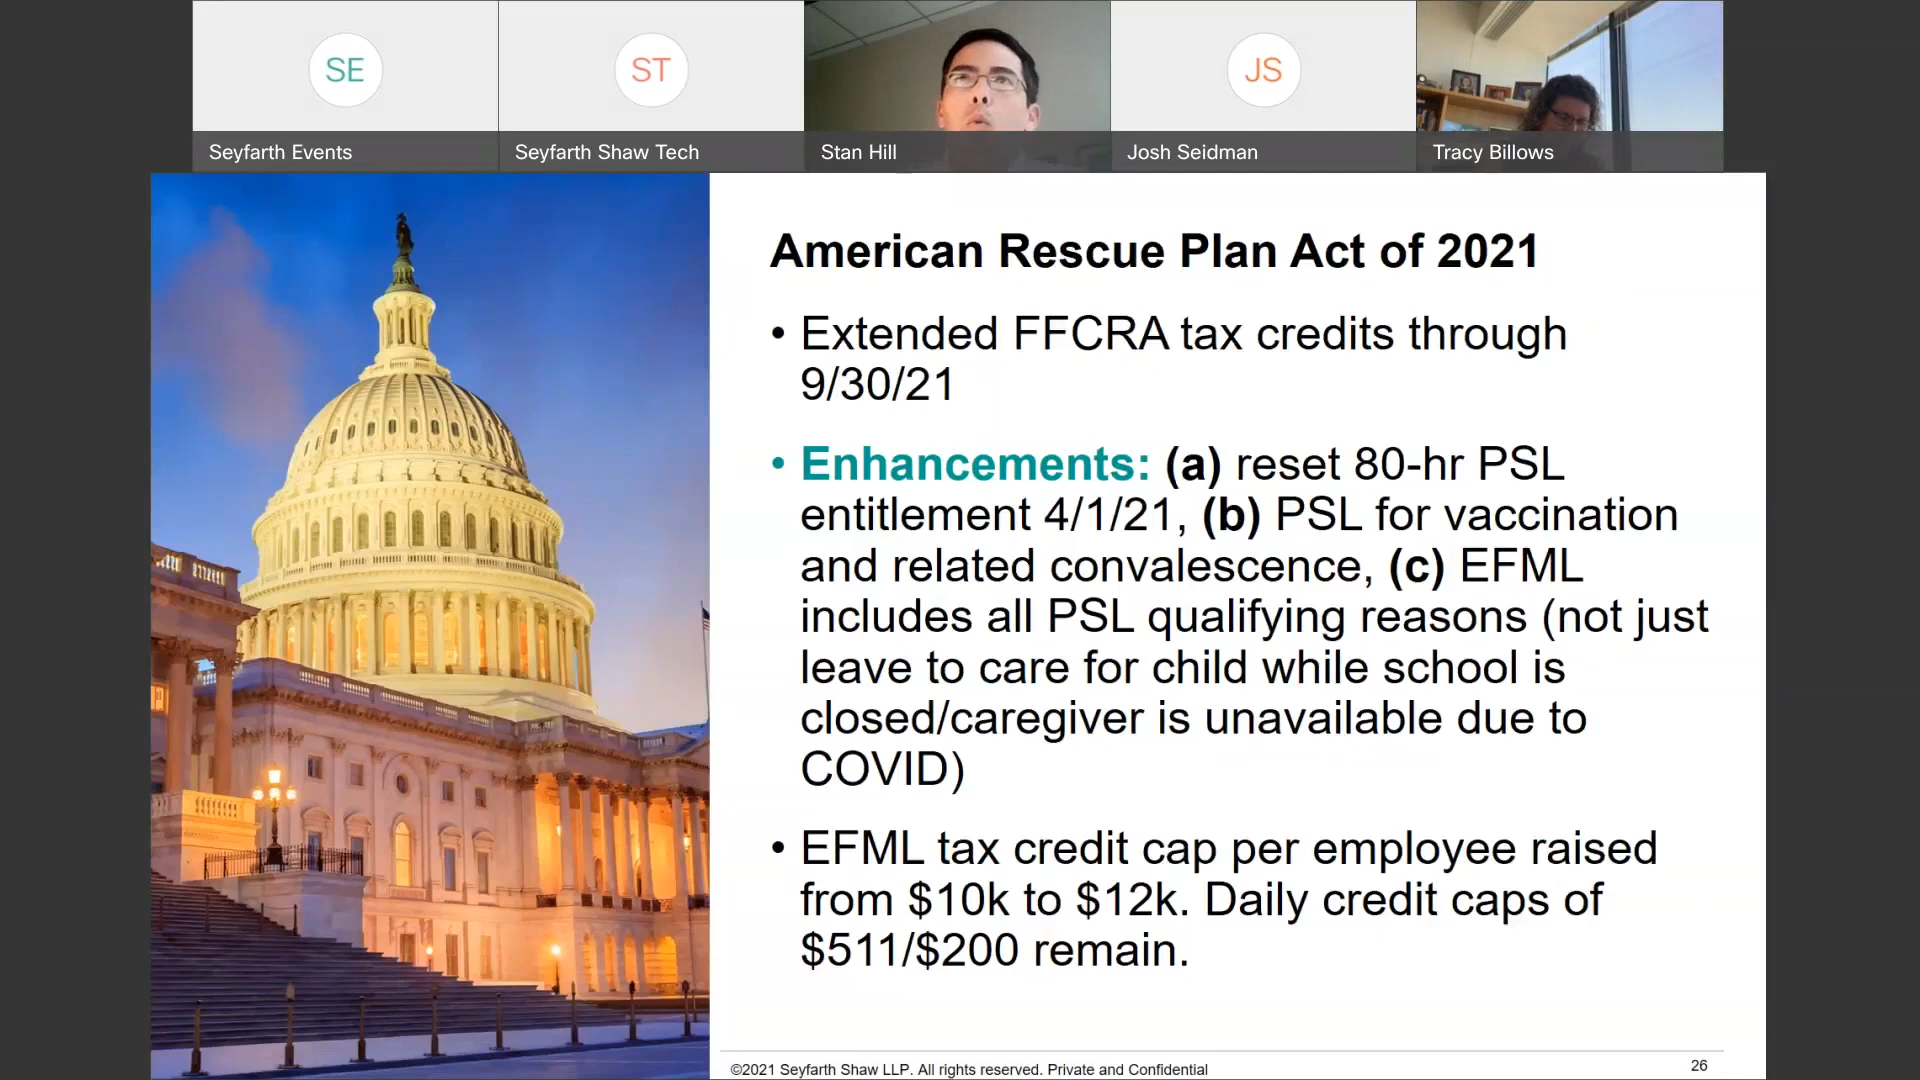 SE
ST
JS
Seyfarth Events
Seyfarth Shaw Tech
Stan Hill
Josh Seidman
Tracy Billows
American Rescue Plan Act of 2021
• Extended FFCRA tax credits through
9/30/21
• Enhancements: (a) reset 80-hr PSL
entitlement 4/1/21, (b) PSL for vaccination
and related convalescence, (c) EFML
includes all PSL qualifying reasons (not just
leave to care for child while school is
closed/caregiver is unavailable due to
COVID)
• EFML tax credit cap per employee raised
from $10k to $12k. Daily credit caps of
$511/$200 remain.
©2021 Seyfarth Shaw LLP. All rights reserved. Private and Confidential
26